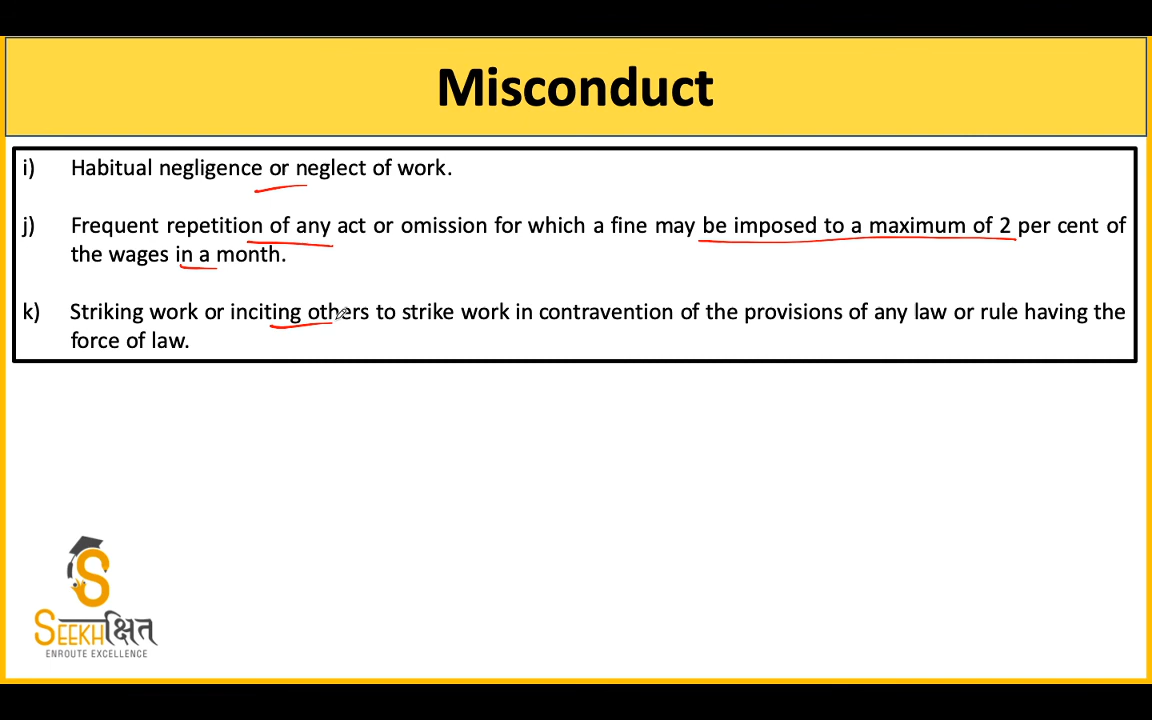 Misconduct
i) Habitual negligence or neglect of work.
j) Frequent repetition of any act or omission for which a fine may be imposed to a maximum of 2 per cent of
the wages in a month.
k) Striking work or inciting others to strike work in contravention of the provisions of any law or rule having the
force of law.
S
SEEKHक्षित
ENROUTE EXCELLENCE